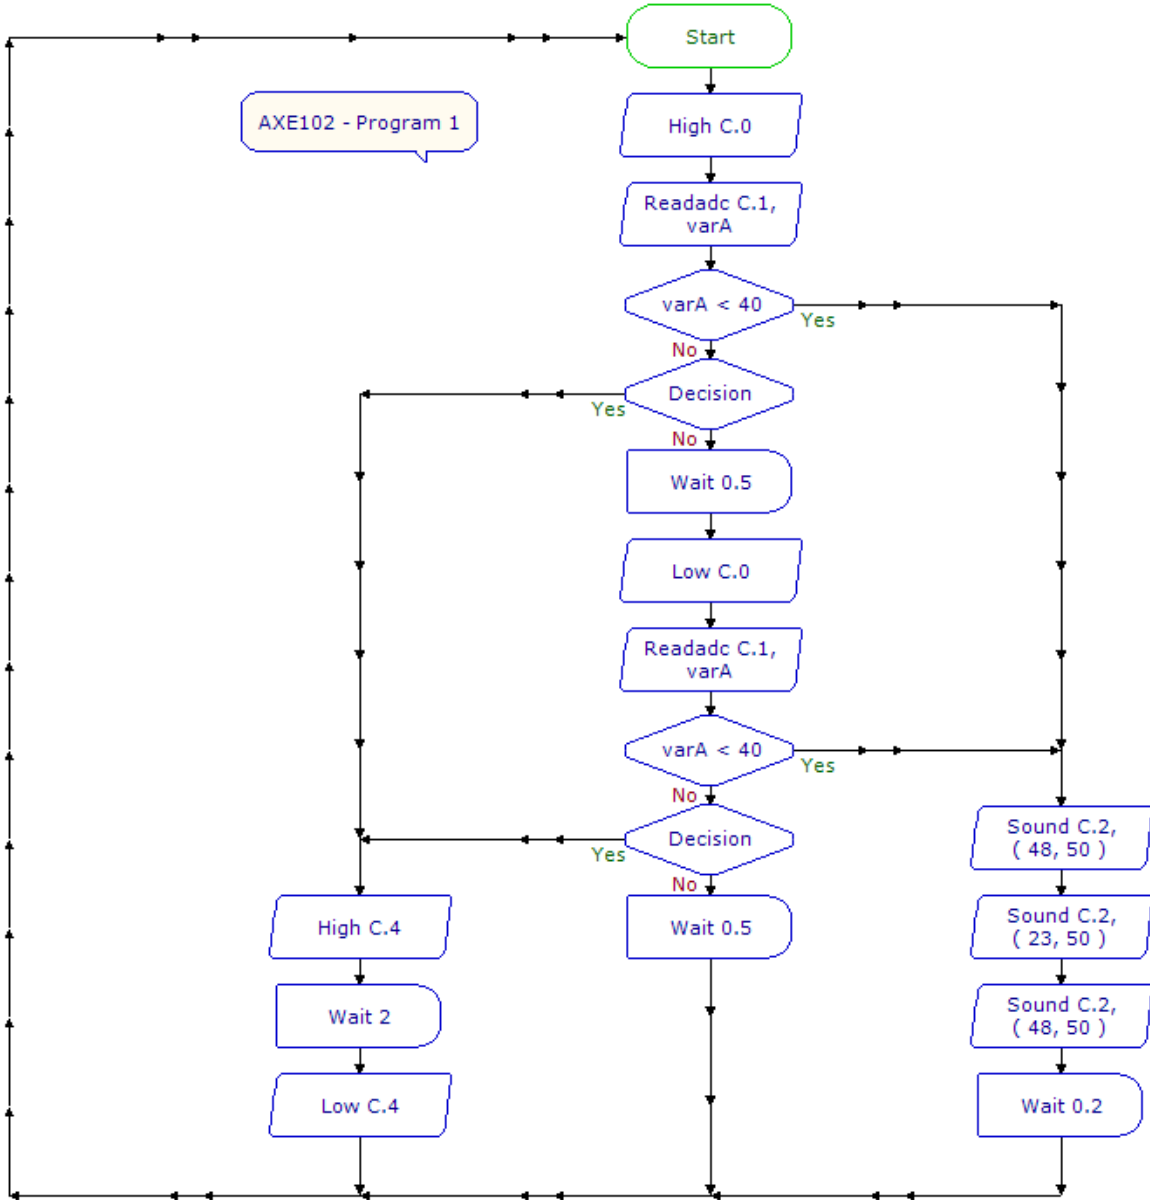 Start
AXE102 - Program 1
High C.0
Readadc C.1,
varA
varA < 40
Yes
No
Decision
Yes
No
Wait 0.5
Low C.0
Readadc C.1,
varA
varA < 40
Yes
No
Decision
Yes
No
Wait 0.5
High C.4
Wait 2
Low C.4
Sound C.2,
( 48, 50 )
Sound C.2,
( 23, 50 )
Sound C.2,
( 48, 50 )
Wait 0.2